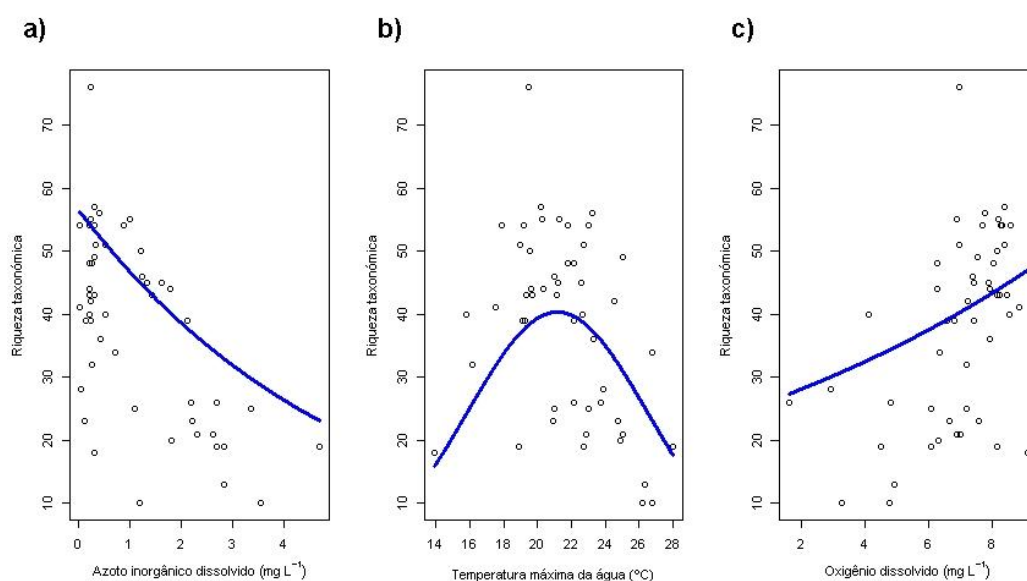 a)
b)
c)
Riqueza taxonómica
10 20 30 40 50 60 70
0 1 2 3 4
Azoto inorgânico dissolvido (mg L⁻¹)
Riqueza taxonómica
10 20 30 40 50 60 70
14 16 18 20 22 24 26 28
Temperatura máxima da água (ºC)
Riqueza taxonómica
10 20 30 40 50 60 70
2 4 6 8
Oxigênio dissolvido (mg L⁻¹)